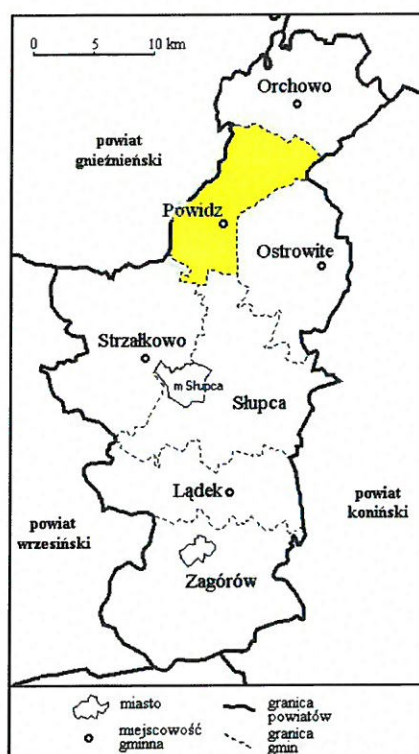 0 5 10 km
Orchowo
powiat
gnieźnieński
Powidz
Ostrowite
Strzałkowo
m Słupca
Słupca
Lądek
powiat
koniński
powiat
wrzesiński
Zagórów
miasto
granica
powiatów
miejscowość
gminna
granica
gmin